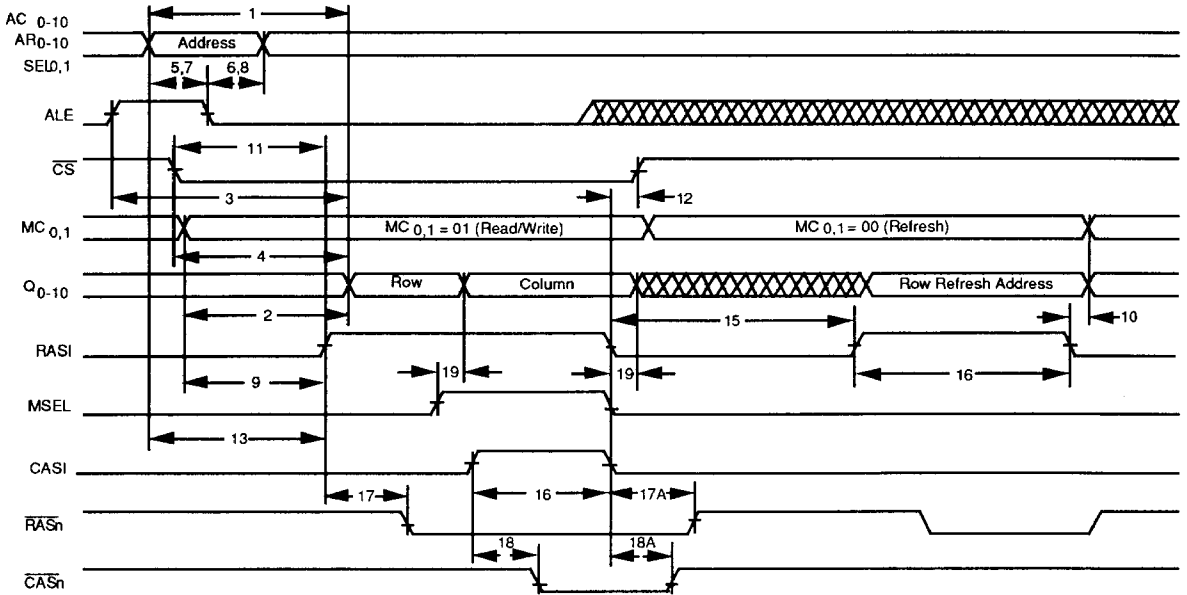 AC 0-10
1
AR0-10 Address
SEL0,1
5,7 6,8
ALE
11
CS
3 12
MC 0,1 MC 0,1 = 01 (Read/Write) MC 0,1 = 00 (Refresh)
4
Q0-10 Row Column Row Refresh Address
2 15 10
RASI
9 19 19 16
MSEL
13
CASI
17 16 17A
RASn
18 18A
CASn